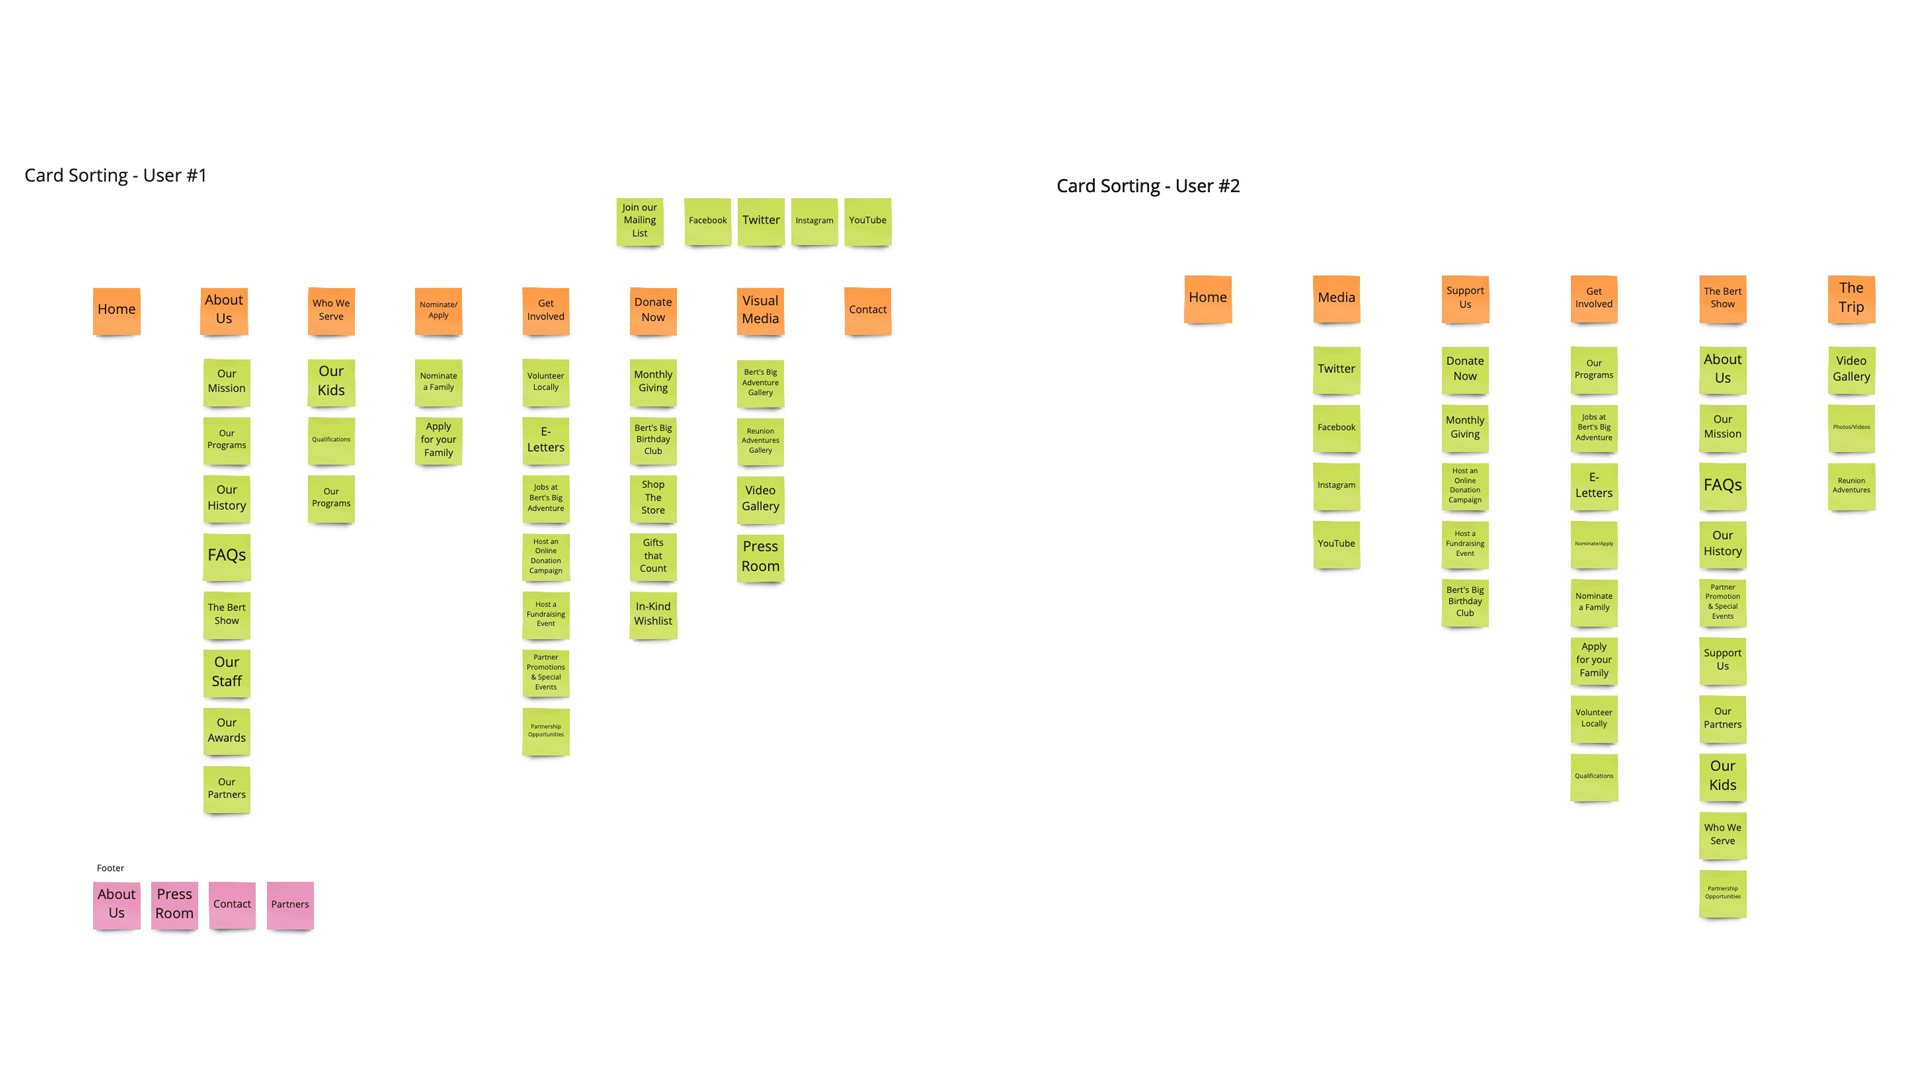 Card Sorting - User #1
Join our
Mailing
List
Facebook
Twitter
Instagram
YouTube
Home
About
Us
Who We
Serve
Nominate/
Apply
Get
Involved
Donate
Now
Visual
Media
Contact
Our
Mission
Our
Programs
Our
History
FAQs
The Bert
Show
Our
Staff
Our
Awards
Our
Partners
Our
Kids
Qualifications
Our
Programs
Nominate
a Family
Apply
for your
Family
Volunteer
Locally
E-
Letters
Jobs at
Bert's Big
Adventure
Host an
Online
Donation
Campaign
Host a
Fundraising
Event
Partner
Promotions
& Special
Events
Partnership
Opportunities
Monthly
Giving
Bert's Big
Birthday
Club
Shop
The
Store
Gifts
that
Count
In-Kind
Wishlist
Bert's Big
Adventure
Gallery
Reunion
Adventures
Gallery
Video
Gallery
Press
Room
Footer
About
Us
Press
Room
Contact
Partners
Card Sorting - User #2
Home
Media
Support
Us
Get
Involved
The Bert
Show
The
Trip
Twitter
Facebook
Instagram
YouTube
Donate
Now
Monthly
Giving
Host an
Online
Donation
Campaign
Host a
Fundraising
Event
Bert's Big
Birthday
Club
Our
Programs
Jobs at
Bert's Big
Adventure
E-
Letters
Nominate/Apply
Nominate
a Family
Apply
for your
Family
Volunteer
Locally
Qualifications
About
Us
Our
Mission
FAQs
Our
History
Partner
Promotion
& Special
Events
Support
Us
Our
Partners
Our
Kids
Who We
Serve
Partnership
Opportunities
Video
Gallery
Photos/Videos
Reunion
Adventures